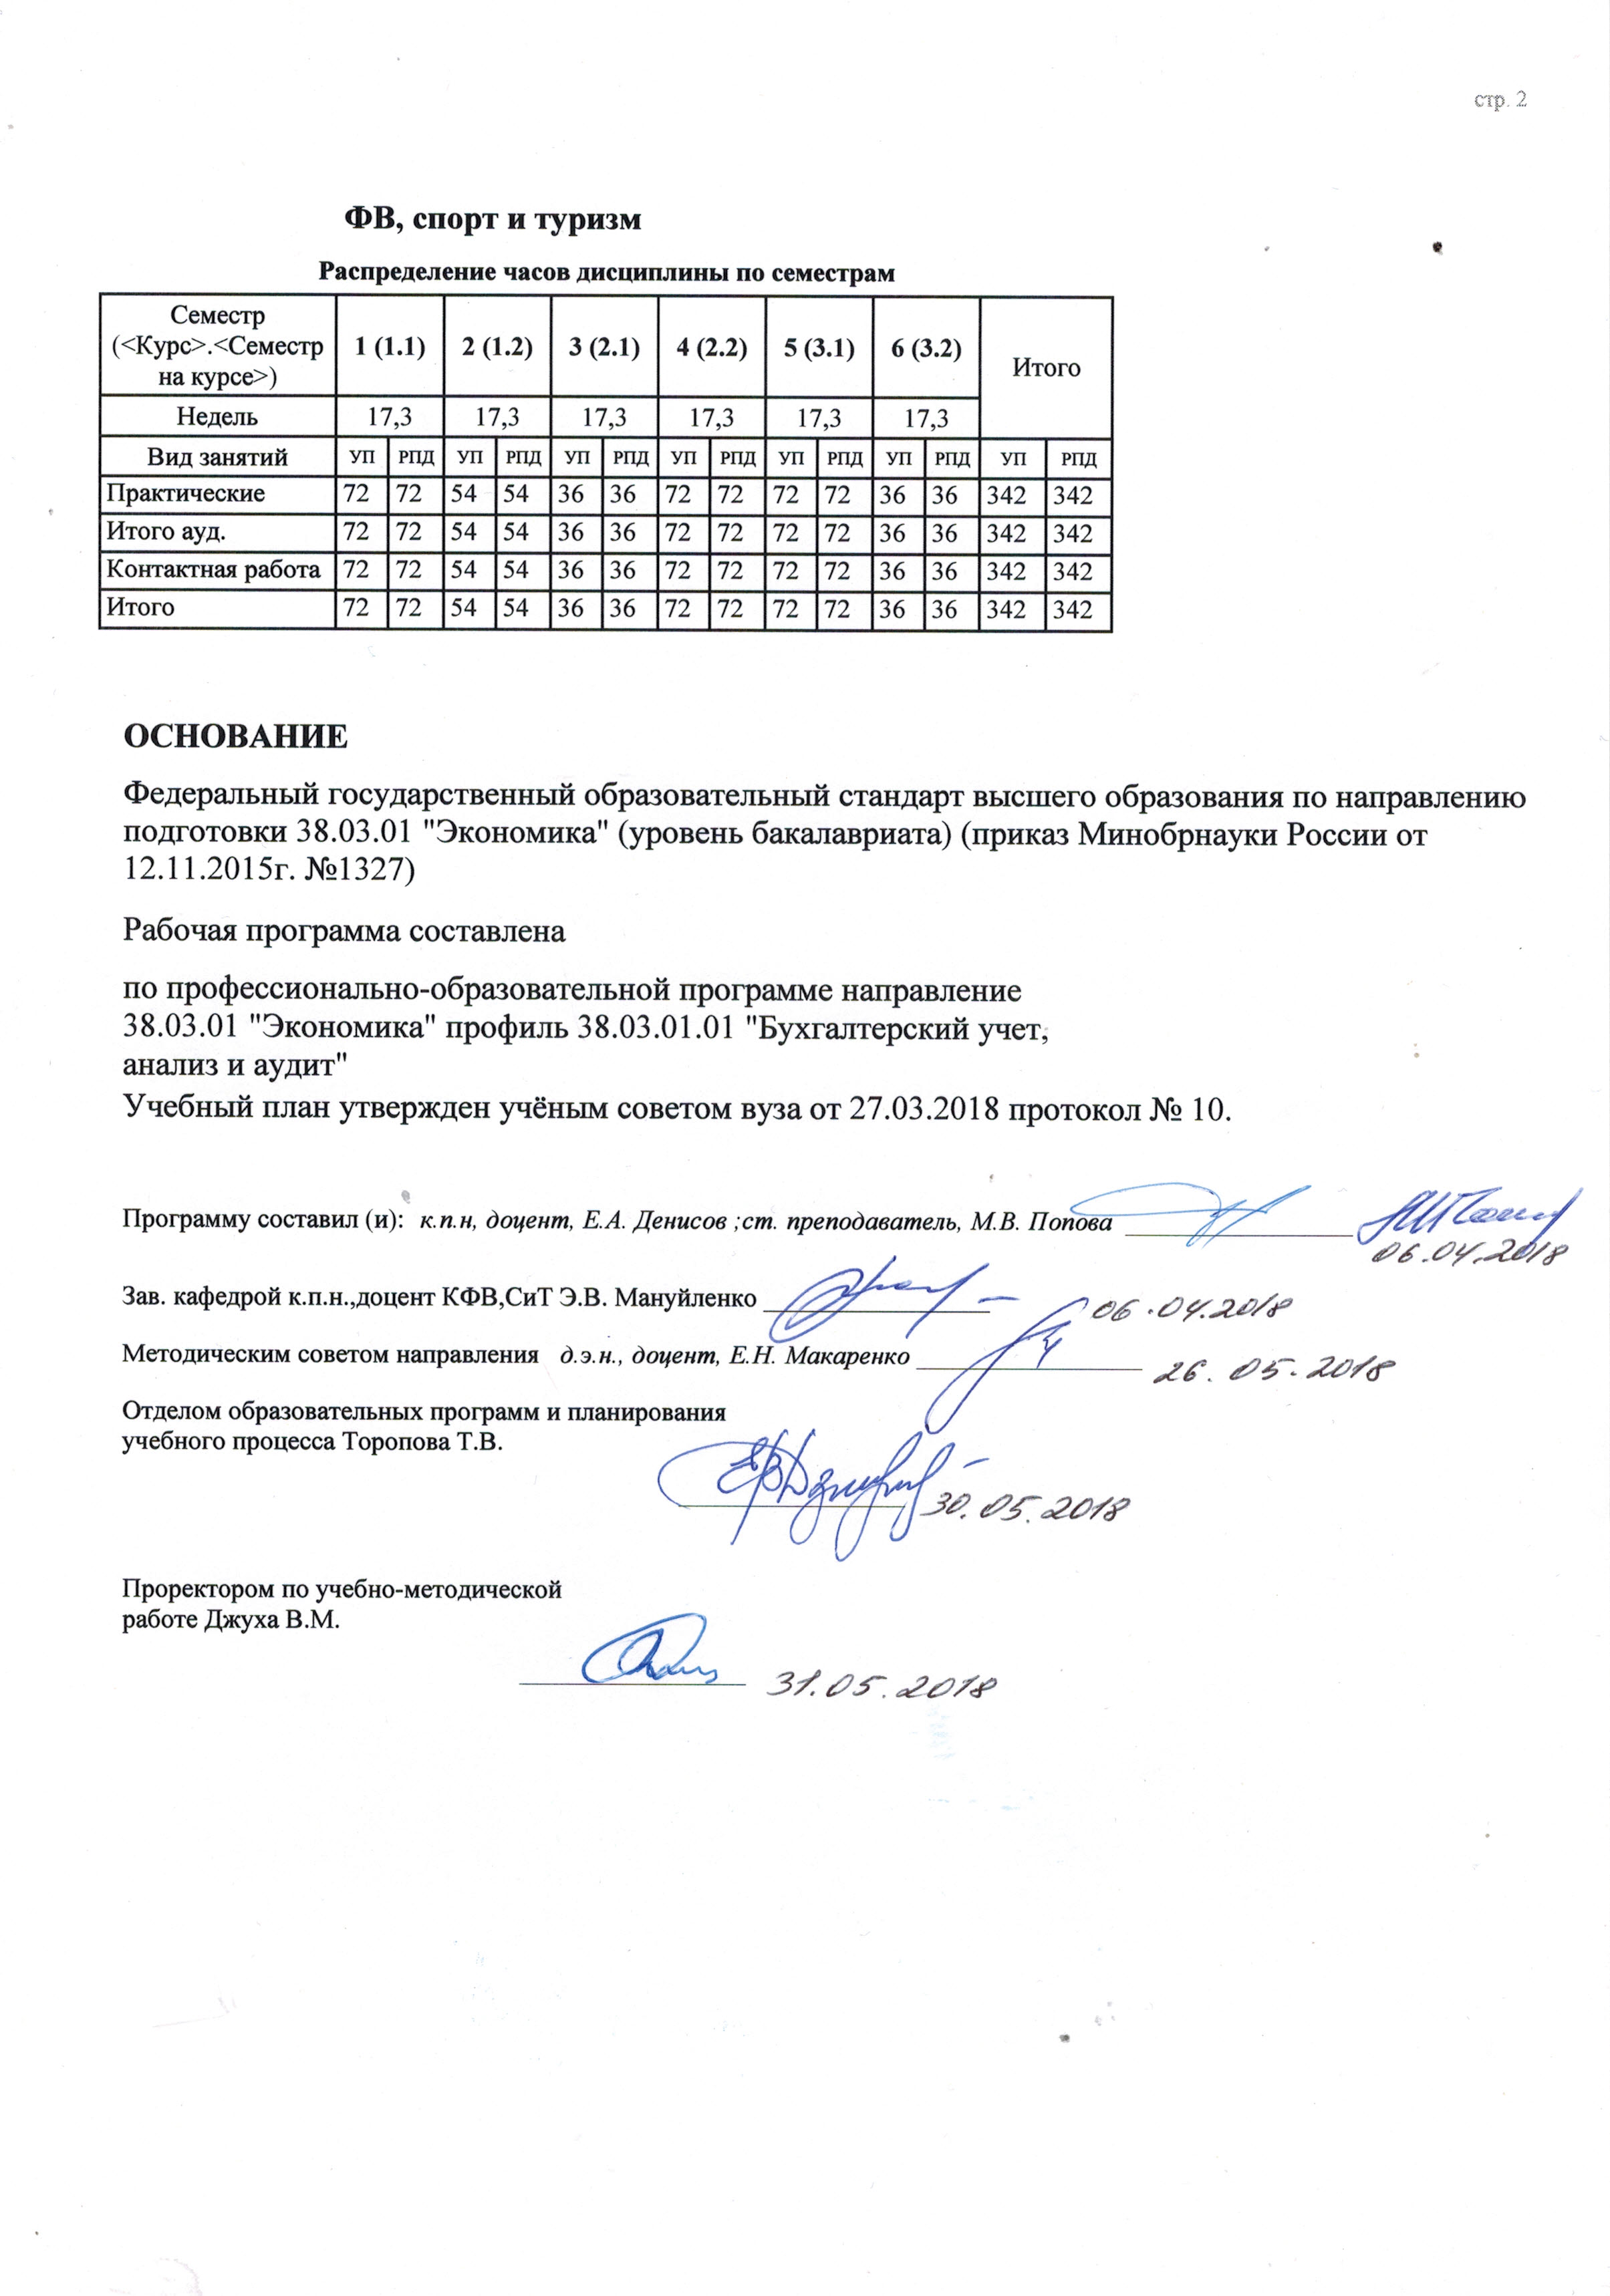 стр. 2
ФВ, спорт и туризм
Распределение часов дисциплины по семестрам
Семестр (<Курс>.<Семестр на курсе>) 1 (1.1) 2 (1.2) 3 (2.1) 4 (2.2) 5 (3.1) 6 (3.2) Итого
Недель 17,3 17,3 17,3 17,3 17,3 17,3
Вид занятий УП РПД УП РПД УП РПД УП РПД УП РПД УП РПД УП РПД
Практические 72 72 54 54 36 36 72 72 72 72 36 36 342 342
Итого ауд. 72 72 54 54 36 36 72 72 72 72 36 36 342 342
Контактная работа 72 72 54 54 36 36 72 72 72 72 36 36 342 342
Итого 72 72 54 54 36 36 72 72 72 72 36 36 342 342
ОСНОВАНИЕ
Федеральный государственный образовательный стандарт высшего образования по направлению
подготовки 38.03.01 "Экономика" (уровень бакалавриата) (приказ Минобрнауки России от
12.11.2015г. №1327)
Рабочая программа составлена
по профессионально-образовательной программе направление
38.03.01 "Экономика" профиль 38.03.01.01 "Бухгалтерский учет,
анализ и аудит"
Учебный план утвержден учёным советом вуза от 27.03.2018 протокол № 10.
Программу составил (и): к.п.н, доцент, Е.А. Денисов ;ст. преподаватель, М.В. Попова
06.04.2018
Зав. кафедрой к.п.н.,доцент КФВ,СиТ Э.В. Мануйленко 06.04.2018
Методическим советом направления д.э.н., доцент, Е.Н. Макаренко 26.05.2018
Отделом образовательных программ и планирования
учебного процесса Торопова Т.В.
30.05.2018
Проректором по учебно-методической
работе Джуха В.М.
31.05.2018